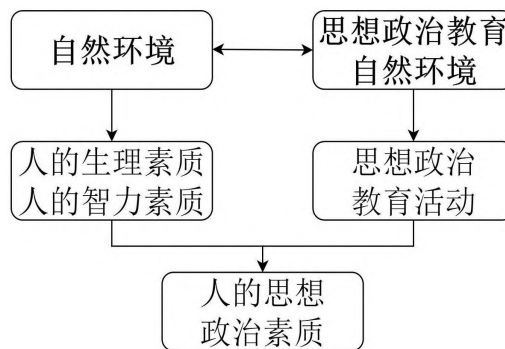 自然环境
思想政治教育
自然环境
人的生理素质
人的智力素质
思想政治
教育活动
人的思想
政治素质